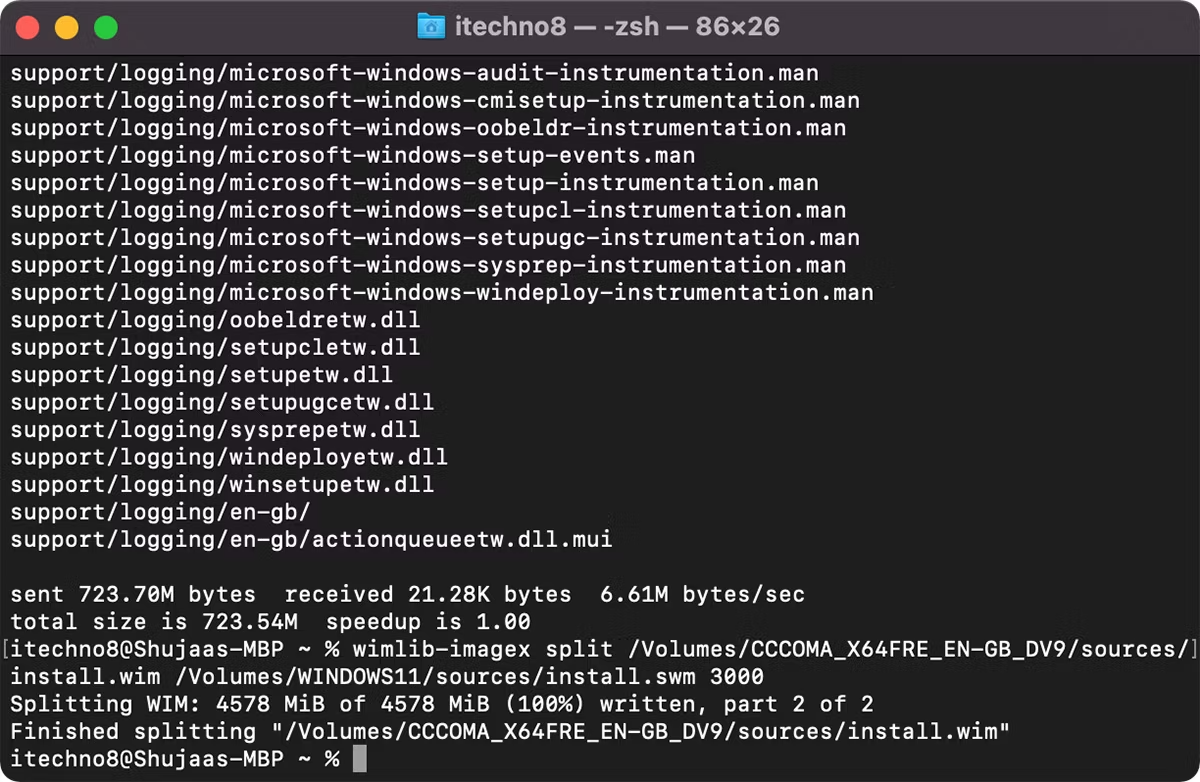 itechno8 — -zsh — 86×26
support/logging/microsoft-windows-audit-instrumentation.man
support/logging/microsoft-windows-cmisetup-instrumentation.man
support/logging/microsoft-windows-oobeldr-instrumentation.man
support/logging/microsoft-windows-setup-events.man
support/logging/microsoft-windows-setup-instrumentation.man
support/logging/microsoft-windows-setupcl-instrumentation.man
support/logging/microsoft-windows-setupugc-instrumentation.man
support/logging/microsoft-windows-sysprep-instrumentation.man
support/logging/microsoft-windows-windeploy-instrumentation.man
support/logging/oobeldretw.dll
support/logging/setupcletw.dll
support/logging/setupetw.dll
support/logging/setupugcetw.dll
support/logging/sysprepetw.dll
support/logging/windeployetw.dll
support/logging/winsetupetw.dll
support/logging/en-gb/
support/logging/en-gb/actionqueueetw.dll.mui
sent 723.70M bytes  received 21.28K bytes  6.61M bytes/sec
total size is 723.54M  speedup is 1.00
[itechno8@Shujaas-MBP ~ % wimlib-imagex split /Volumes/CCCOMA_X64FRE_EN-GB_DV9/sources/]
install.wim /Volumes/WINDOWS11/sources/install.swm 3000
Splitting WIM: 4578 MiB of 4578 MiB (100%) written, part 2 of 2
Finished splitting "/Volumes/CCCOMA_X64FRE_EN-GB_DV9/sources/install.wim"
itechno8@Shujaas-MBP ~ %